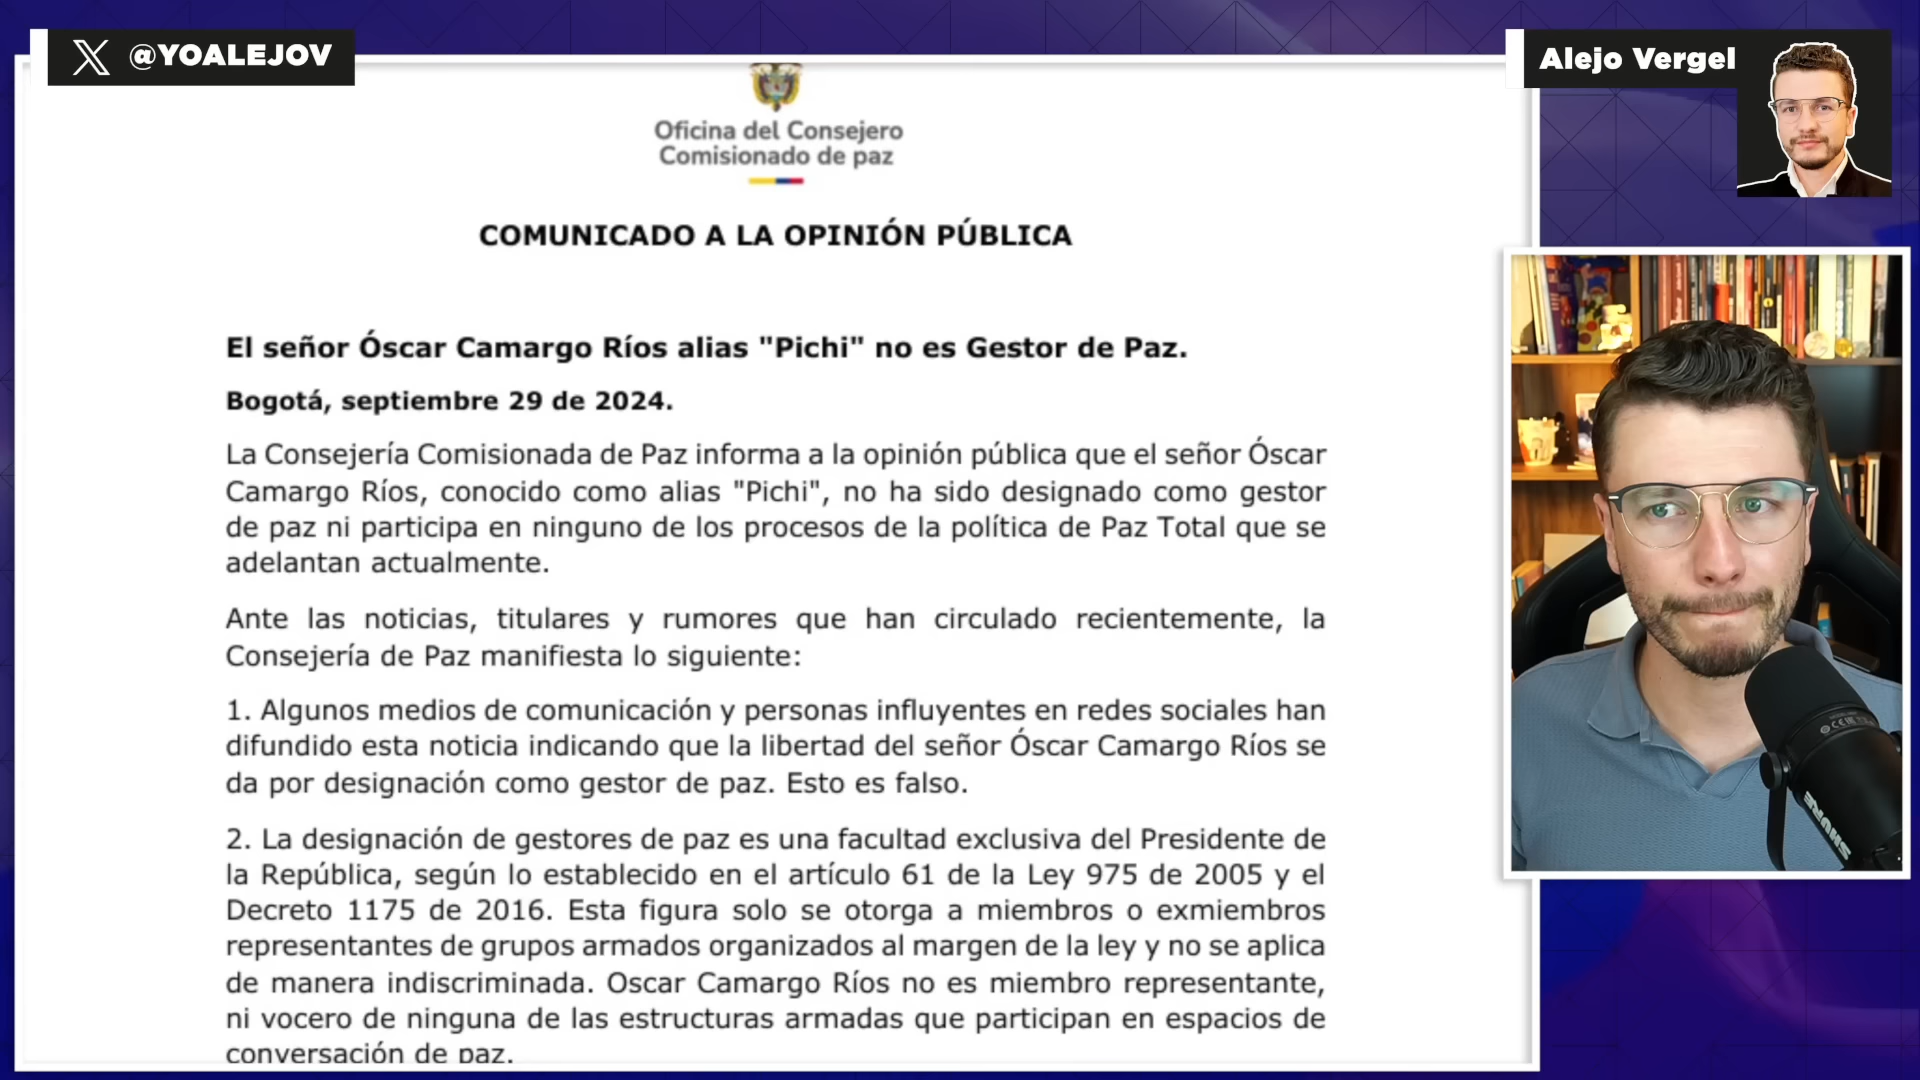 @YOALEJOV
Alejo Vergel
Oficina del Consejero
Comisionado de paz
COMUNICADO A LA OPINIÓN PÚBLICA
El señor Óscar Camargo Ríos alias "Pichi" no es Gestor de Paz.
Bogotá, septiembre 29 de 2024.
La Consejería Comisionada de Paz informa a la opinión pública que el señor Óscar
Camargo Ríos, conocido como alias "Pichi", no ha sido designado como gestor
de paz ni participa en ninguno de los procesos de la política de Paz Total que se
adelantan actualmente.
Ante las noticias, titulares y rumores que han circulado recientemente, la
Consejería de Paz manifiesta lo siguiente:
1. Algunos medios de comunicación y personas influyentes en redes sociales han
difundido esta noticia indicando que la libertad del señor Óscar Camargo Ríos se
da por designación como gestor de paz. Esto es falso.
2. La designación de gestores de paz es una facultad exclusiva del Presidente de
la República, según lo establecido en el artículo 61 de la Ley 975 de 2005 y el
Decreto 1175 de 2016. Esta figura solo se otorga a miembros o exmiembros
representantes de grupos armados organizados al margen de la ley y no se aplica
de manera indiscriminada. Oscar Camargo Ríos no es miembro representante,
ni vocero de ninguna de las estructuras armadas que participan en espacios de
conversación de paz.
SHURE